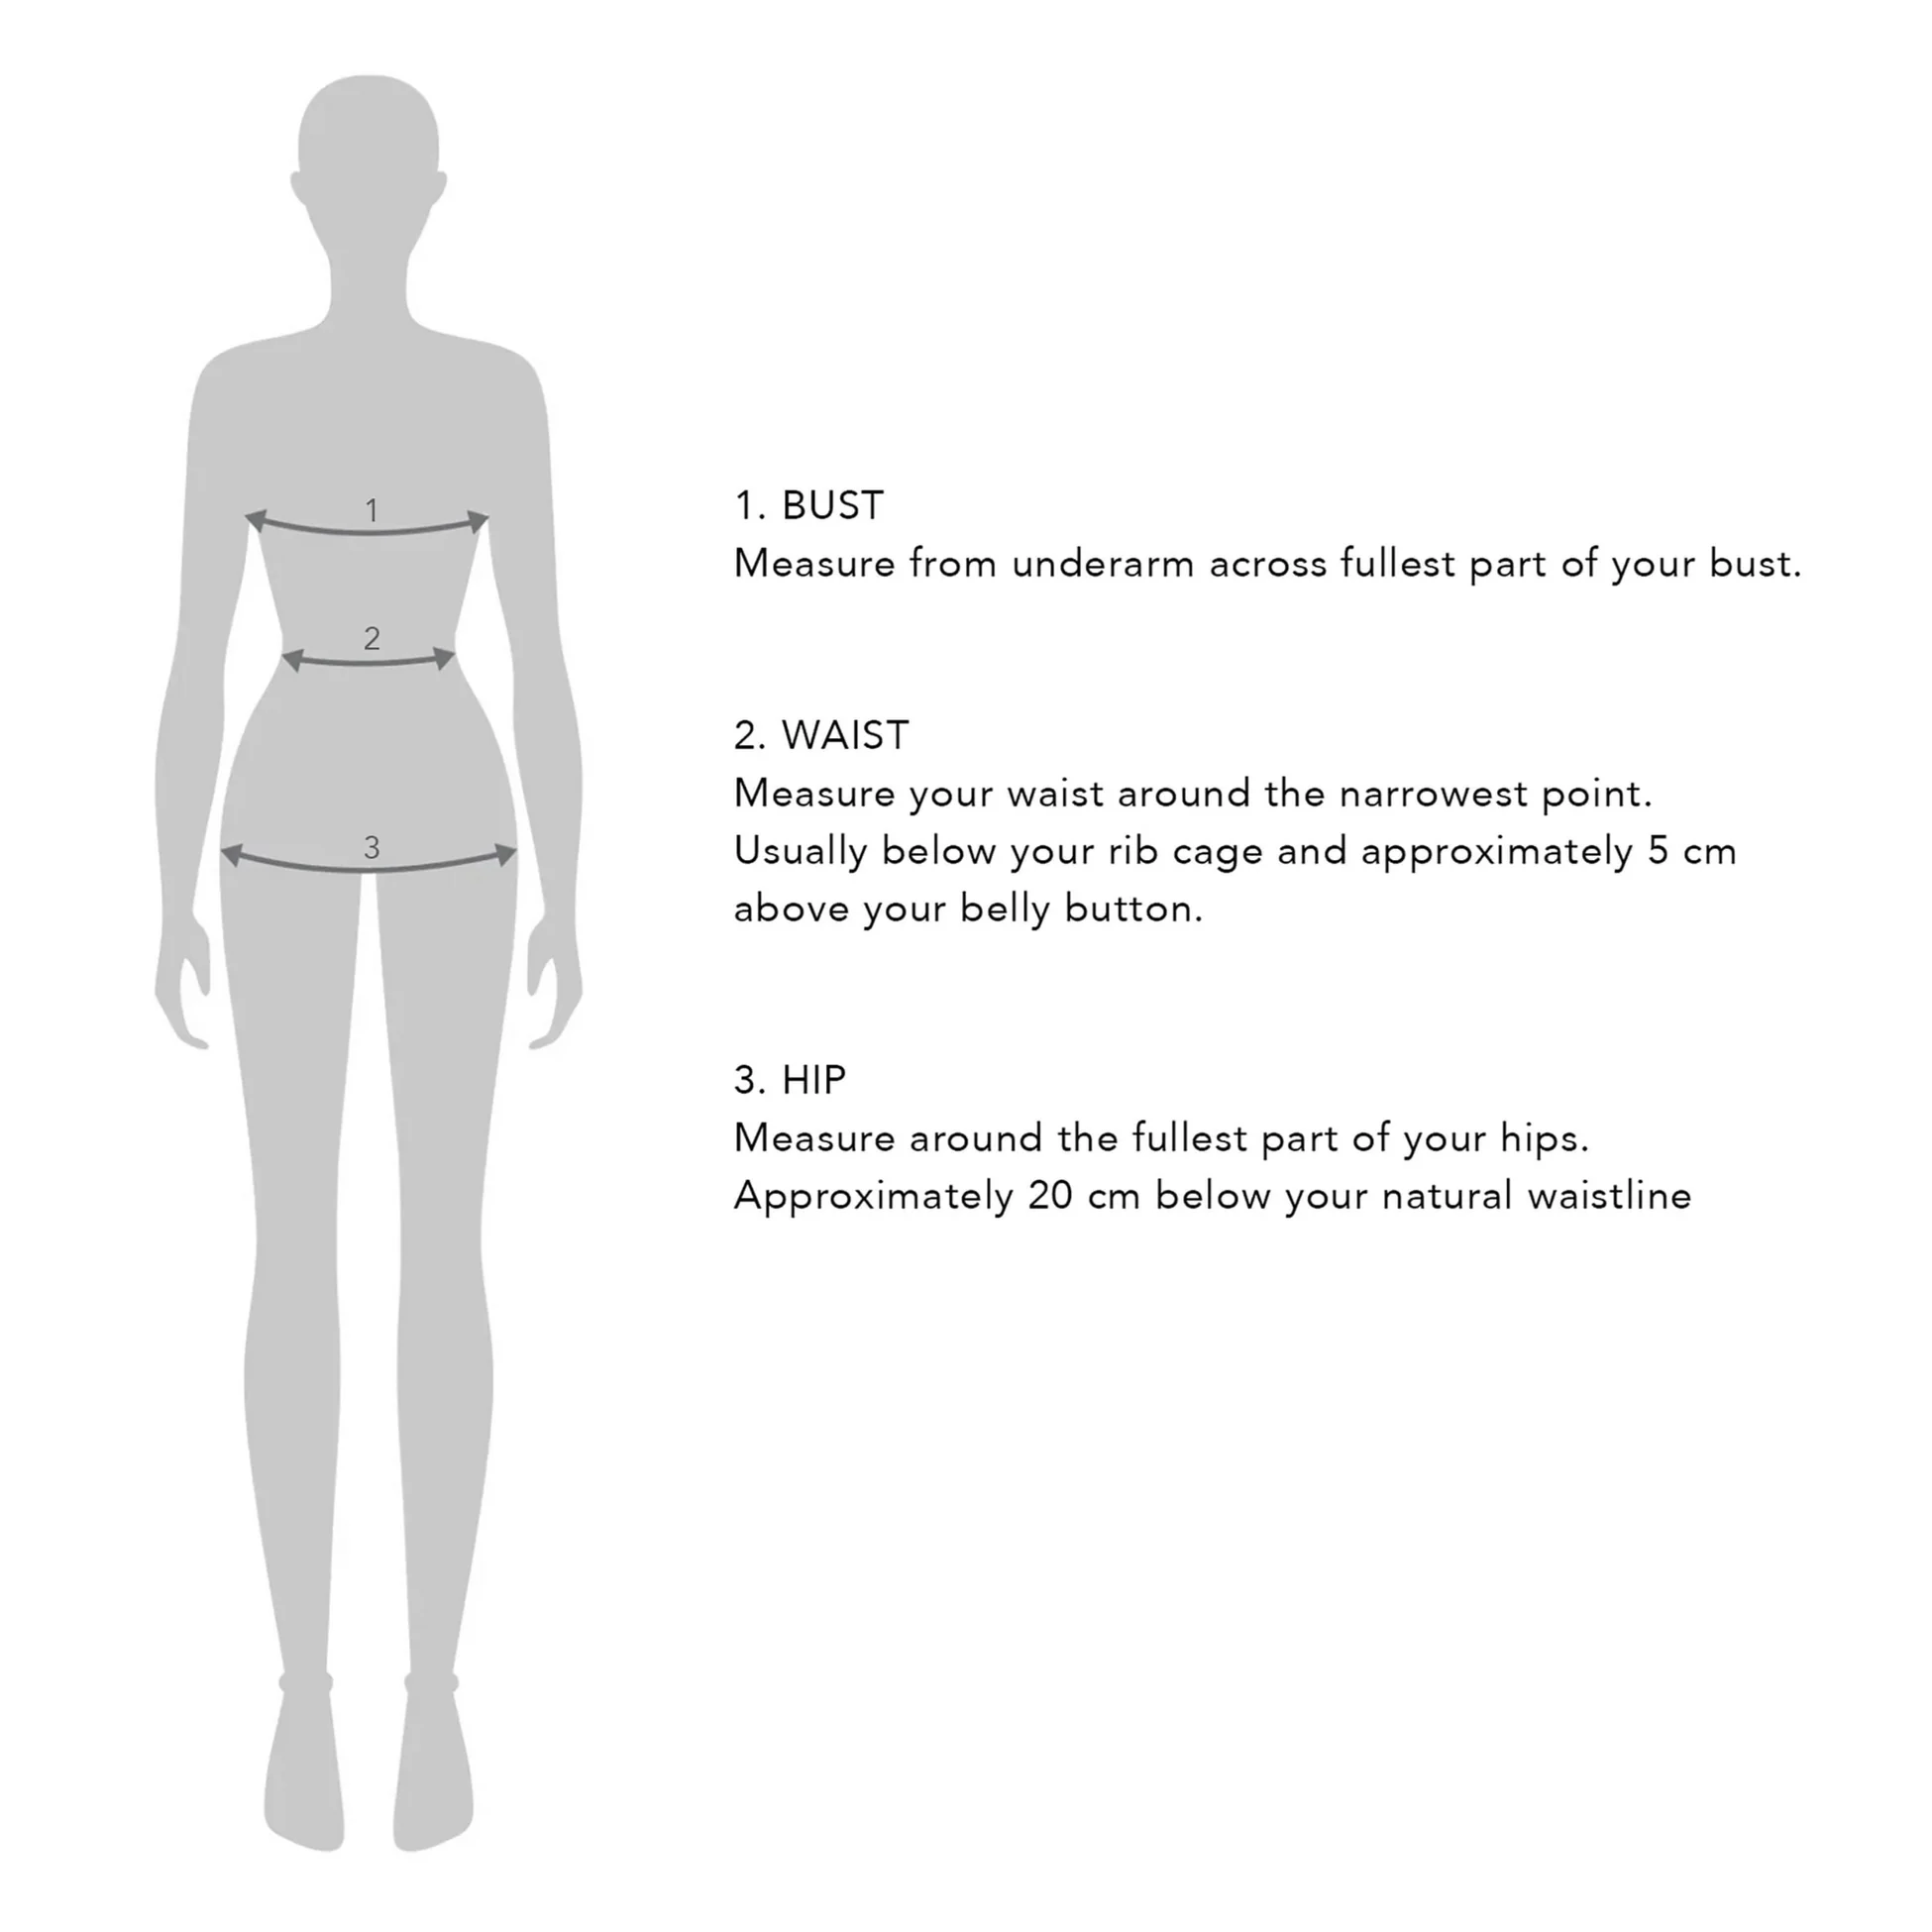 1
2
3
1. BUST
Measure from underarm across fullest part of your bust.
2. WAIST
Measure your waist around the narrowest point.
Usually below your rib cage and approximately 5 cm
above your belly button.
3. HIP
Measure around the fullest part of your hips.
Approximately 20 cm below your natural waistline